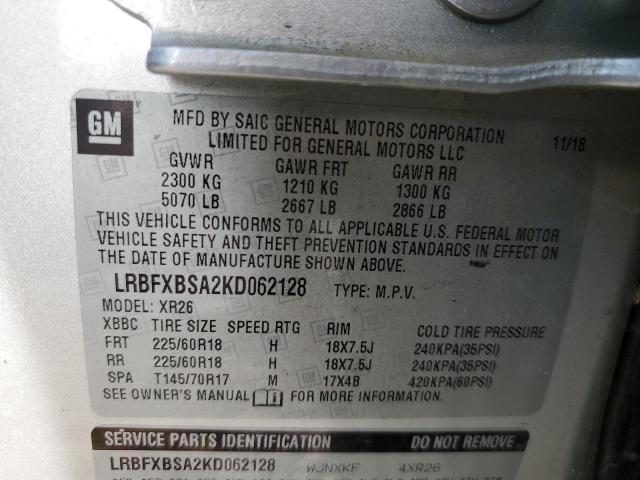 GM
MFD BY SAIC GENERAL MOTORS CORPORATION
LIMITED FOR GENERAL MOTORS LLC 11/18
GVWR GAWR FRT GAWR RR
2300 KG 1210 KG 1300 KG
5070 LB 2667 LB 2866 LB
THIS VEHICLE CONFORMS TO ALL APPLICABLE U.S. FEDERAL MOTOR
VEHICLE SAFETY AND THEFT PREVENTION STANDARDS IN EFFECT ON
THE DATE OF MANUFACTURE SHOWN ABOVE.
LRBFXBSA2KD062128 TYPE: M.P.V.
MODEL: XR26
XBBC TIRE SIZE SPEED RTG RIM COLD TIRE PRESSURE
FRT 225/60R18 H 18X7.5J 240KPA(35PSI)
RR 225/60R18 H 18X7.5J 240KPA(35PSI)
SPA T145/70R17 M 17X4B 420KPA(60PSI)
SEE OWNER'S MANUAL FOR MORE INFORMATION.
SERVICE PARTS IDENTIFICATION DO NOT REMOVE
LRBFXBSA2KD062128 WJNXKF 4XR26